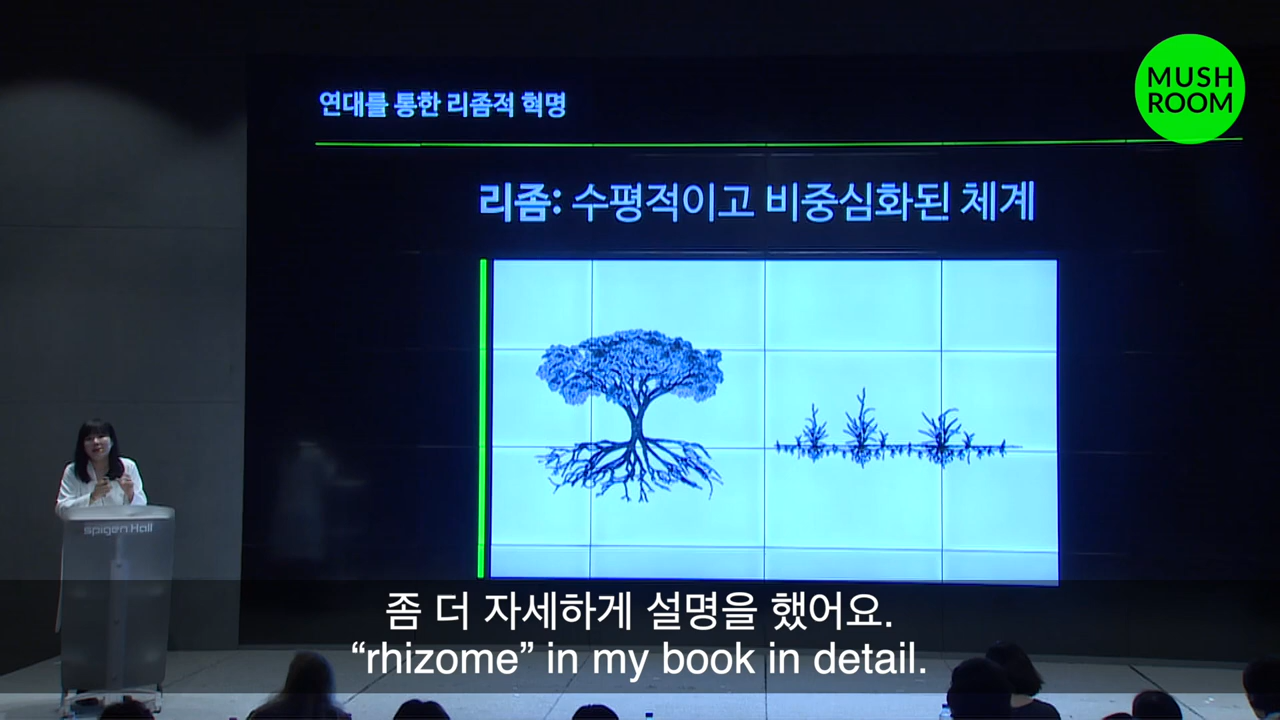 MUSH
ROOM
연대를 통한 리좀적 혁명
리좀: 수평적이고 비중심화된 체계
spigen Hall
좀 더 자세하게 설명을 했어요.
“rhizome” in my book in detail.